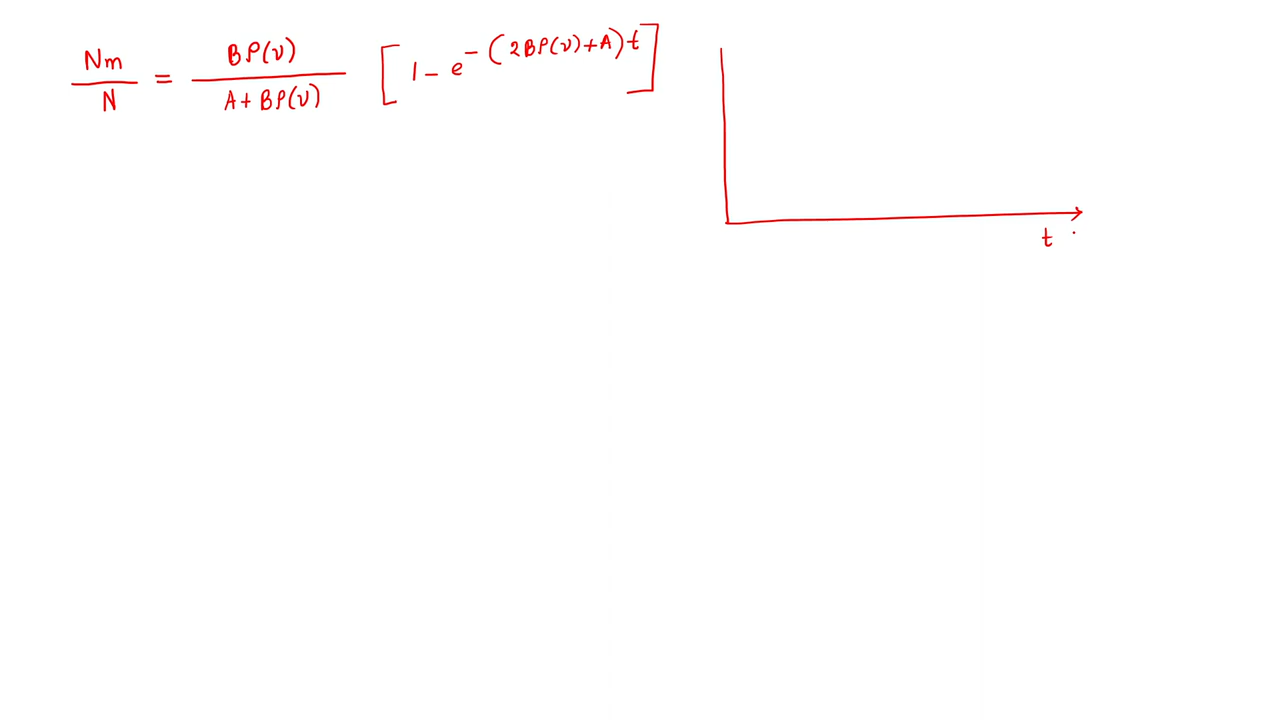 Nm/N = Bρ(ν)/(A + Bρ(ν)) [1 - e^-(2Bρ(ν)+A)t]
t